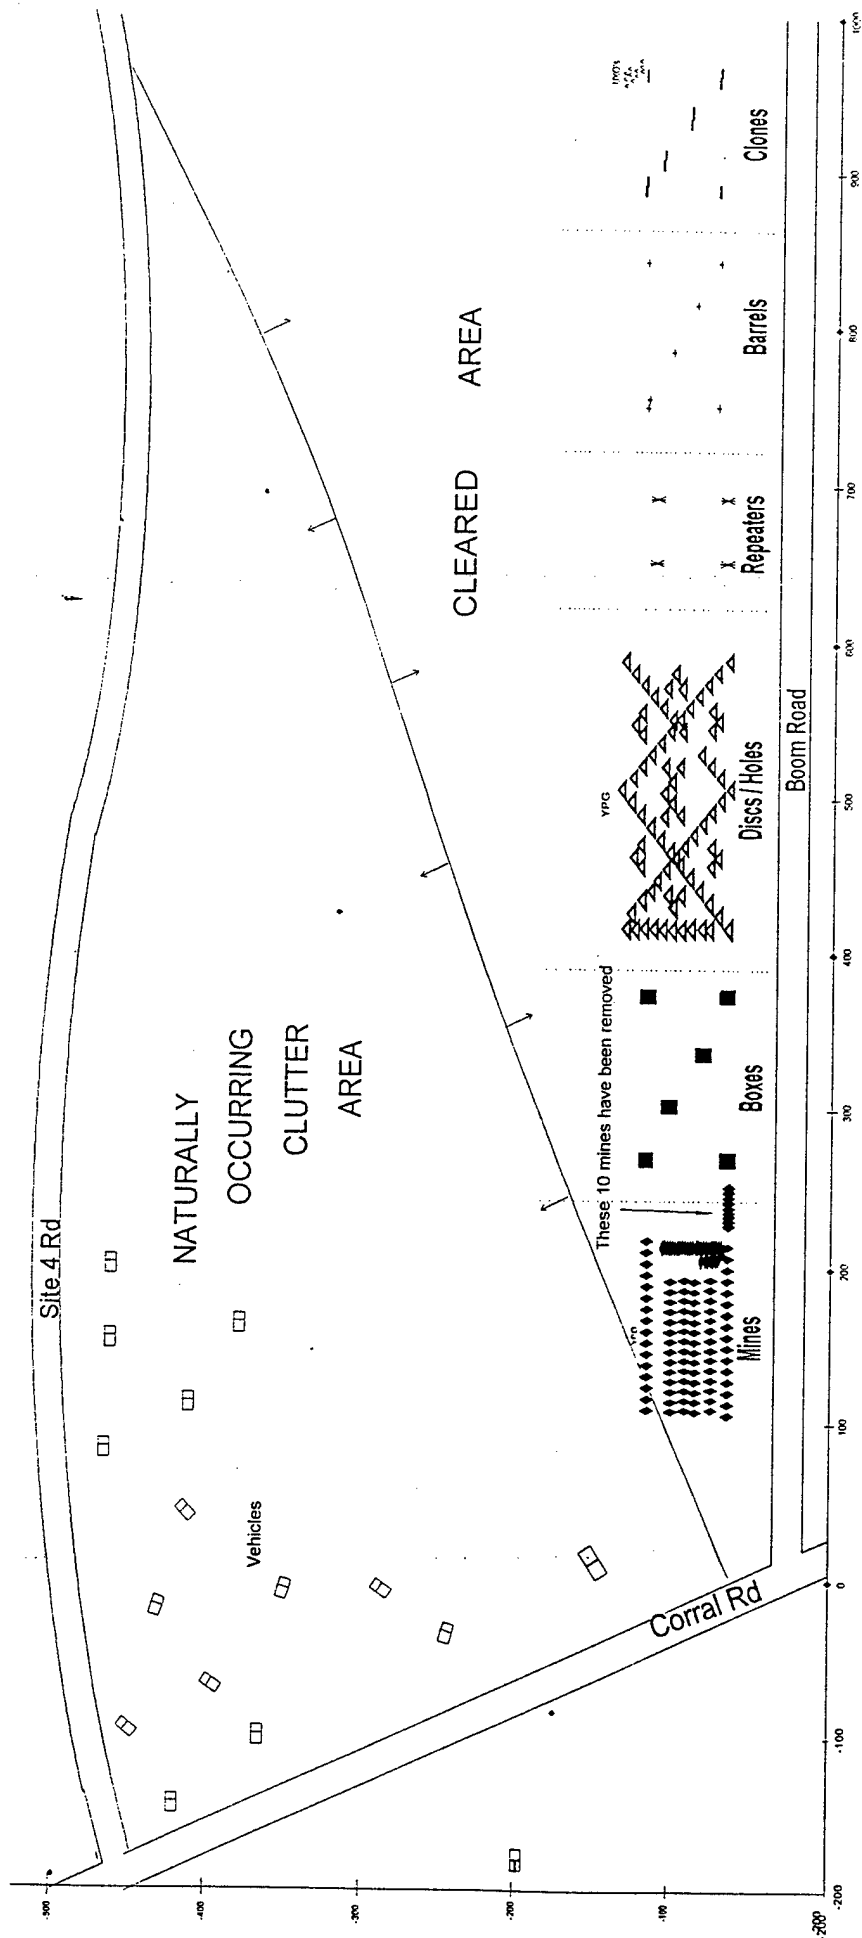 Site 4 Rd
NATURALLY
OCCURRING
CLUTTER
AREA
Vehicles
CLEARED AREA
Corral Rd
These 10 mines have been removed
YPG
Mines
Boxes
Discs / Holes
Repeaters
Barrels
Clones
Boom Road
-500
-400
-300
-200
-100
-200
-200
-100
0
100
200
300
400
500
600
700
800
900
1000